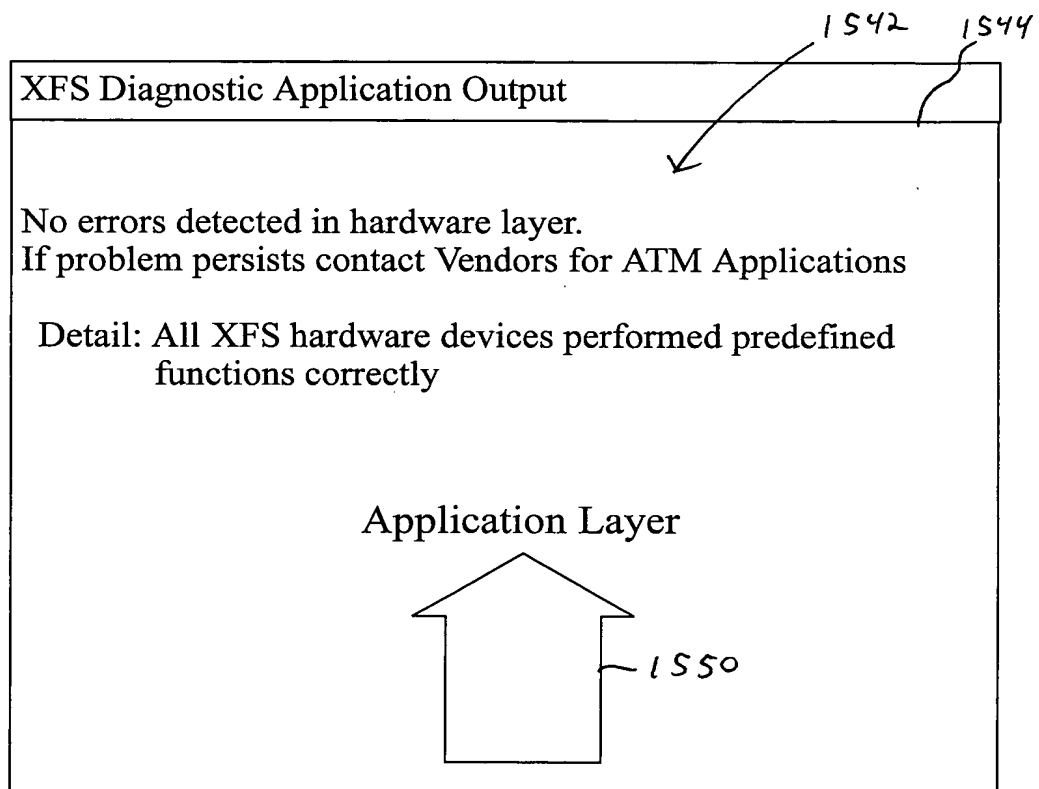 1542 1544
XFS Diagnostic Application Output
No errors detected in hardware layer.
If problem persists contact Vendors for ATM Applications
Detail: All XFS hardware devices performed predefined
functions correctly
Application Layer
1550